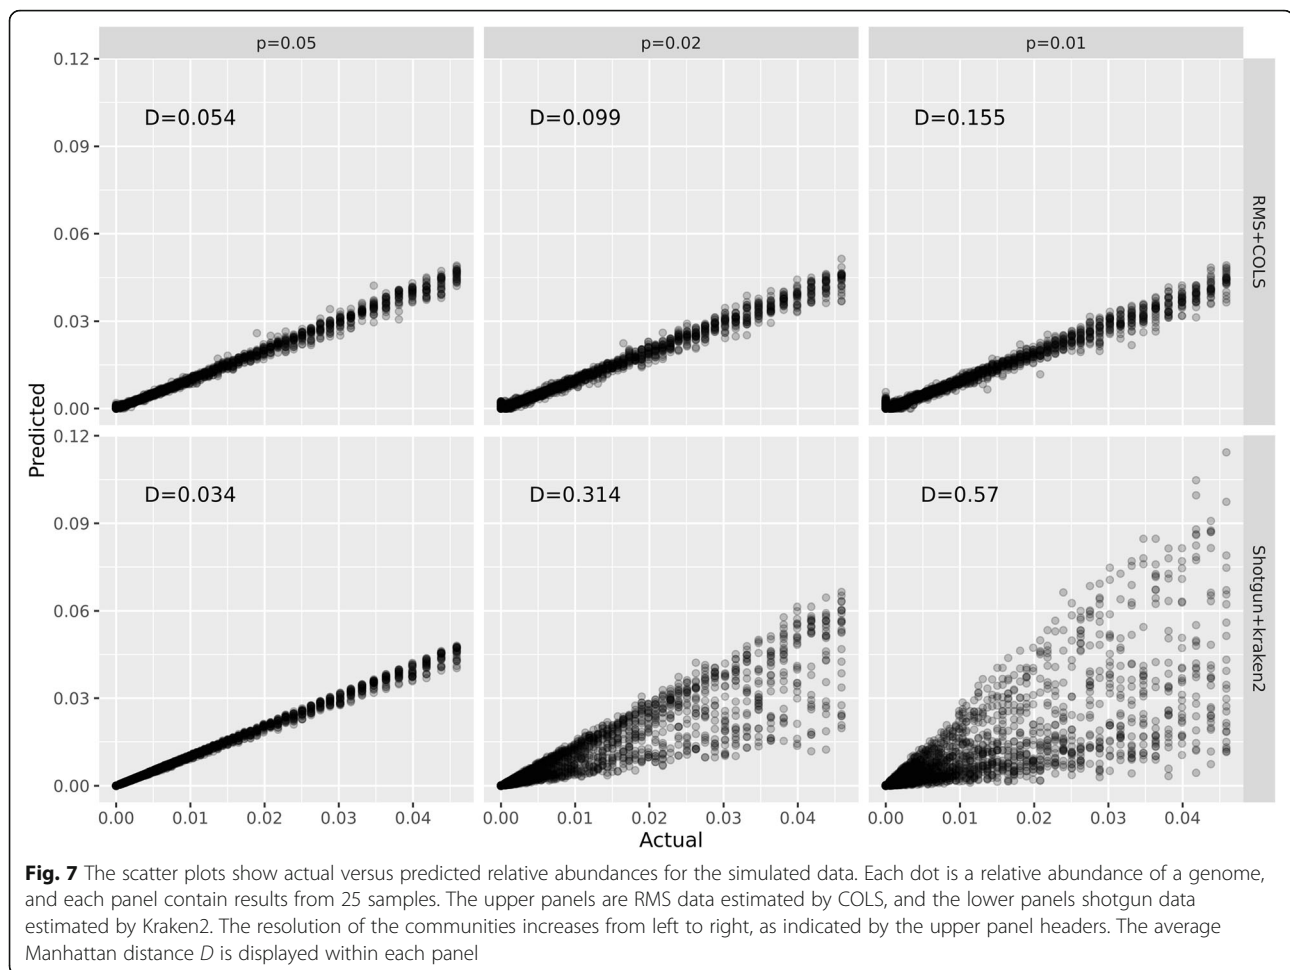 p=0.05 p=0.02 p=0.01
0.12
D=0.054 D=0.099 D=0.155
0.09
0.06
0.03
0.00
RMS+COLS
Predicted
0.12
D=0.034 D=0.314 D=0.57
0.09
0.06
0.03
0.00
Shotgun+kraken2
0.00 0.01 0.02 0.03 0.04 0.00 0.01 0.02 0.03 0.04 0.00 0.01 0.02 0.03 0.04
Actual
Fig. 7 The scatter plots show actual versus predicted relative abundances for the simulated data. Each dot is a relative abundance of a genome,
and each panel contain results from 25 samples. The upper panels are RMS data estimated by COLS, and the lower panels shotgun data
estimated by Kraken2. The resolution of the communities increases from left to right, as indicated by the upper panel headers. The average
Manhattan distance D is displayed within each panel